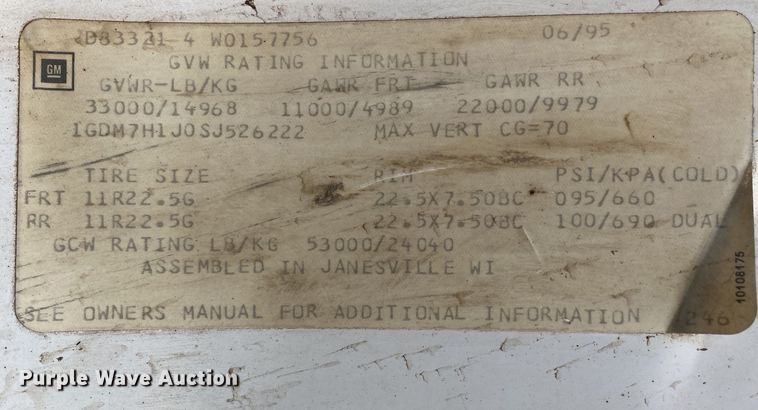 D83321-4 W0157756 06/95
GM
GVW RATING INFORMATION
GVWR-LB/KG GAWR FRT GAWR RR
33000/14968 11000/4989 22000/9979
1GDM7H1J0SJ526222 MAX VERT CG=70
TIRE SIZE RIM PSI/KPA(COLD)
FRT 11R22.5G 22.5X7.50BC 095/660
RR 11R22.5G 22.5X7.50BC 100/690 DUAL
GCW RATING LB/KG 53000/24040
ASSEMBLED IN JANESVILLE WI
SEE OWNERS MANUAL FOR ADDITIONAL INFORMATION
10108175
Purple Wave Auction